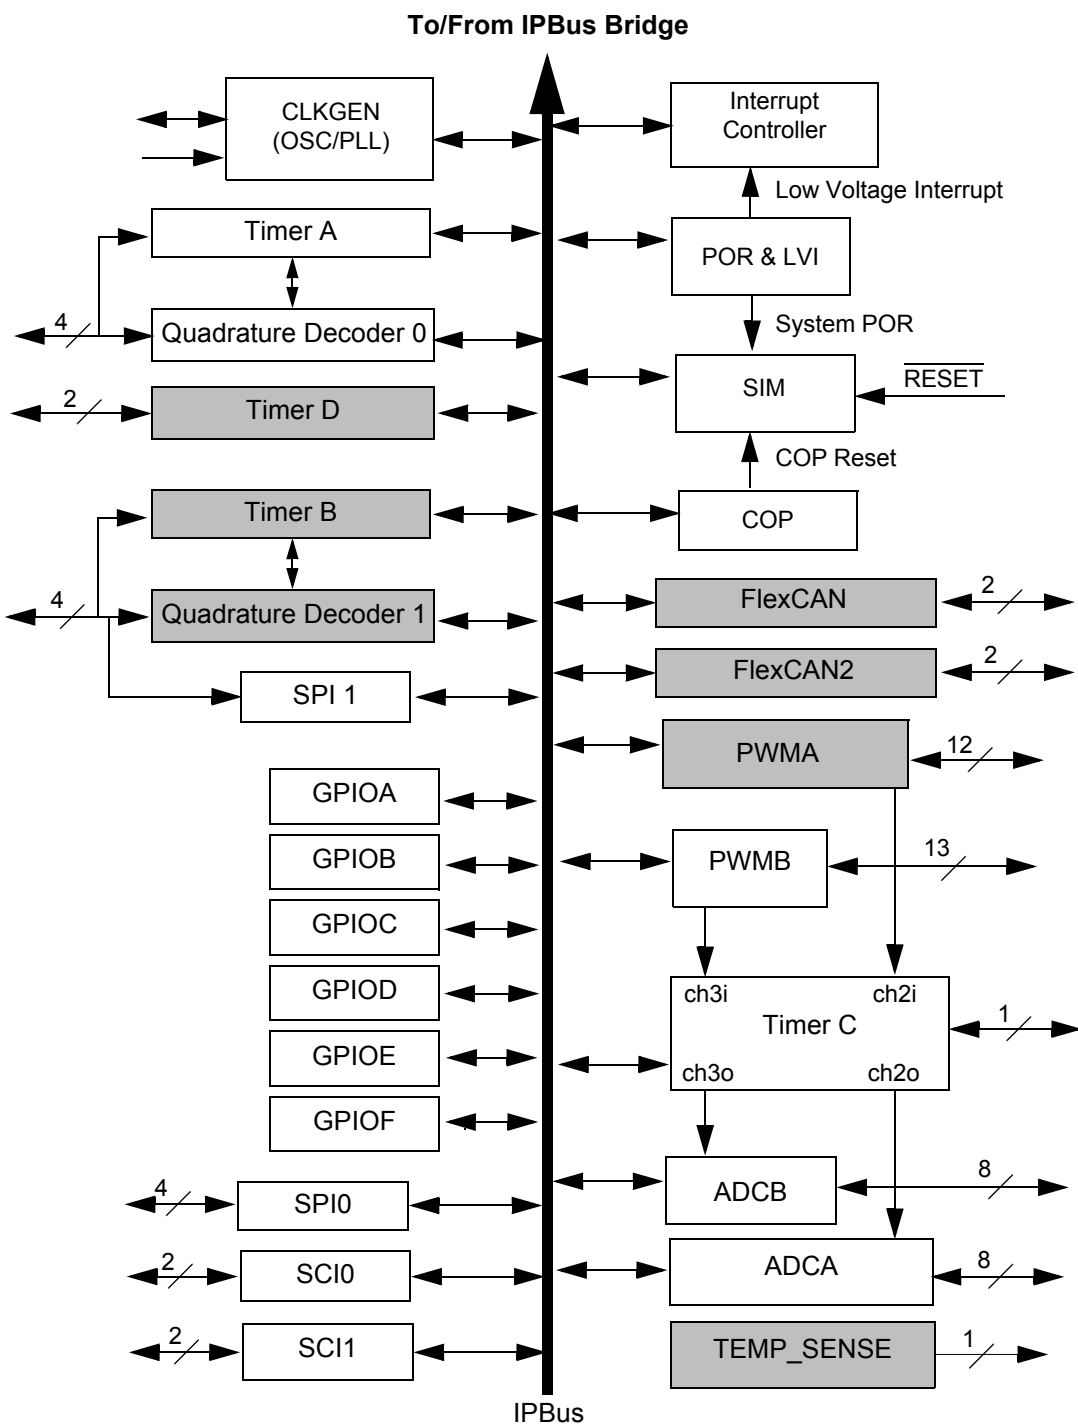 To/From IPBus Bridge
CLKGEN
(OSC/PLL)
Timer A
4
Quadrature Decoder 0
2
Timer D
Timer B
4
Quadrature Decoder 1
SPI 1
GPIOA
GPIOB
GPIOC
GPIOD
GPIOE
GPIOF
4
SPI0
2
SCI0
2
SCI1
Interrupt
Controller
Low Voltage Interrupt
POR & LVI
System POR
SIM
RESET
COP Reset
COP
FlexCAN
2
FlexCAN2
2
PWMA
12
PWMB
13
ch3i
ch2i
Timer C
1
ch3o
ch2o
ADCB
8
ADCA
8
TEMP_SENSE
1
IPBus